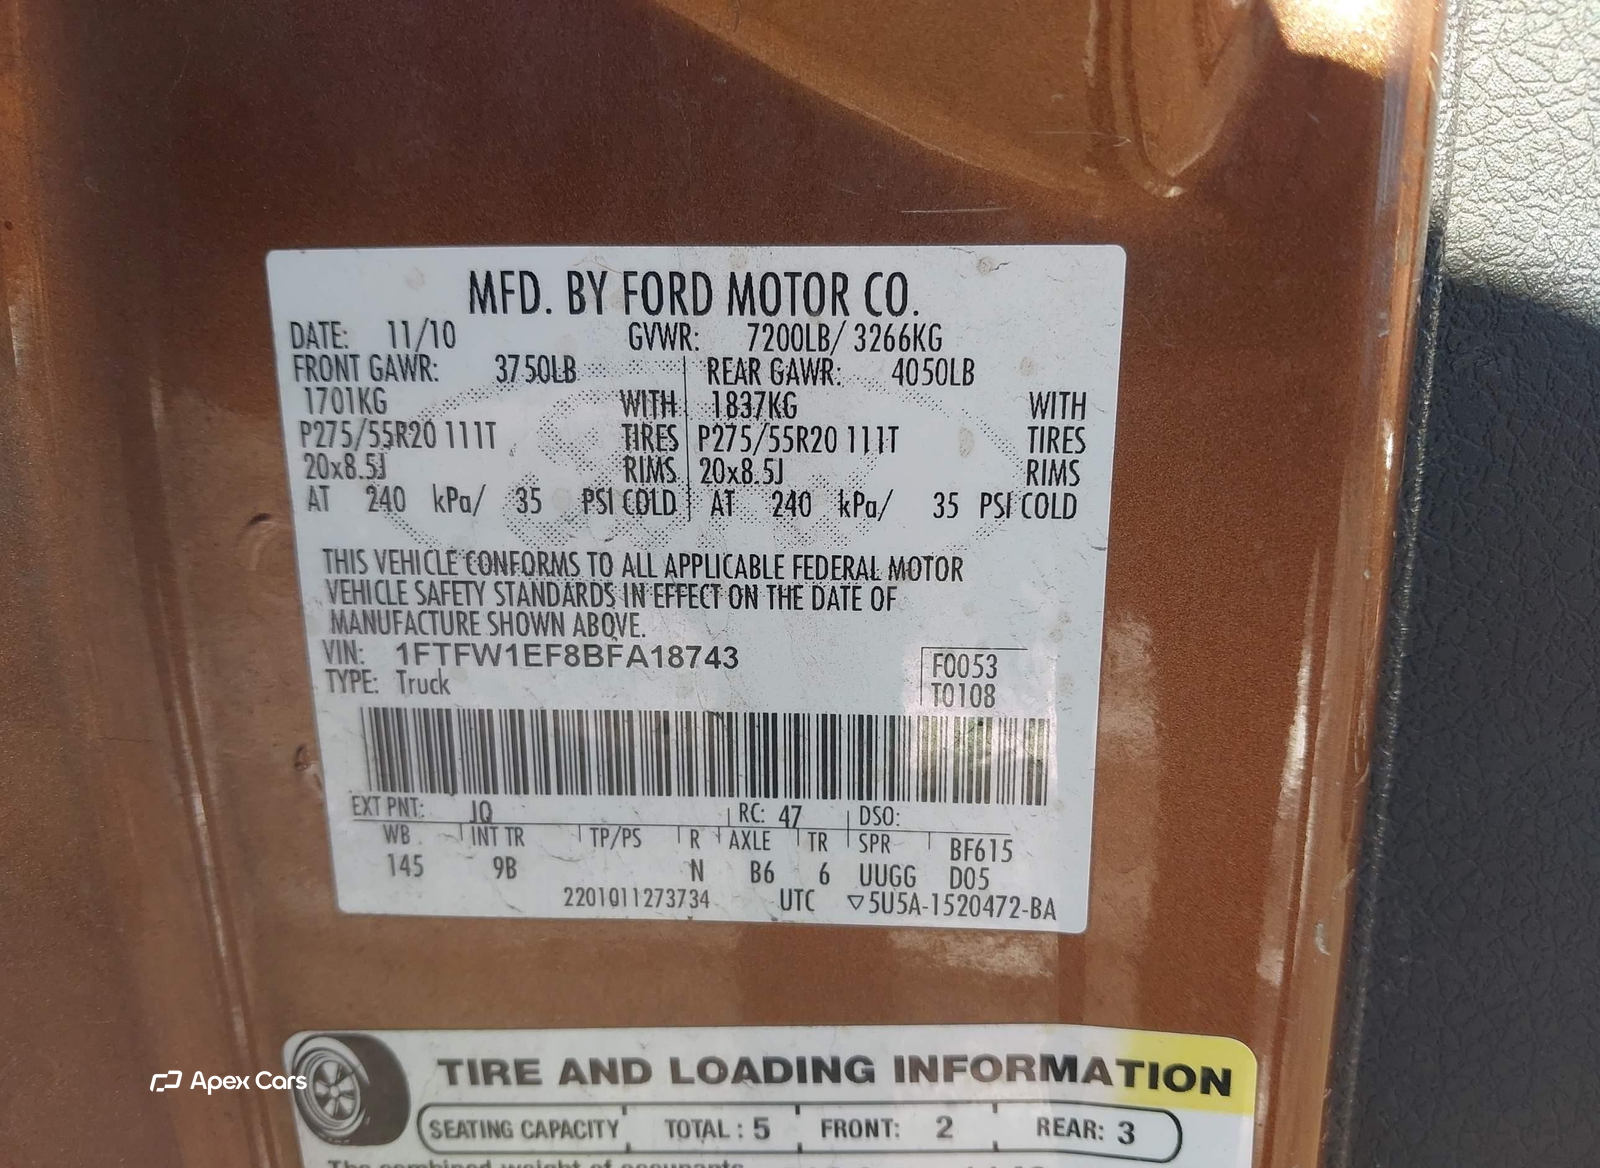 MFD. BY FORD MOTOR CO.
DATE: 11/10 GVWR: 7200LB/ 3266KG
FRONT GAWR: 3750LB REAR GAWR: 4050LB
1701KG WITH 1837KG WITH
P275/55R20 111T TIRES P275/55R20 111T TIRES
20x8.5J RIMS 20x8.5J RIMS
AT 240 kPa/ 35 PSI COLD AT 240 kPa/ 35 PSI COLD
THIS VEHICLE CONFORMS TO ALL APPLICABLE FEDERAL MOTOR
VEHICLE SAFETY STANDARDS IN EFFECT ON THE DATE OF
MANUFACTURE SHOWN ABOVE.
VIN: 1FTFW1EF8BFA18743 F0053
TYPE: Truck T0108
EXT PNT: JQ RC: 47 DSO:
WB INT TR TP/PS R AXLE TR SPR BF615
145 9B N B6 6 UUGG D05
2201011273734 UTC ▽5U5A-1520472-BA
TIRE AND LOADING INFORMATION
SEATING CAPACITY TOTAL : 5 FRONT: 2 REAR: 3
The combined weight of occupants
Apex Cars